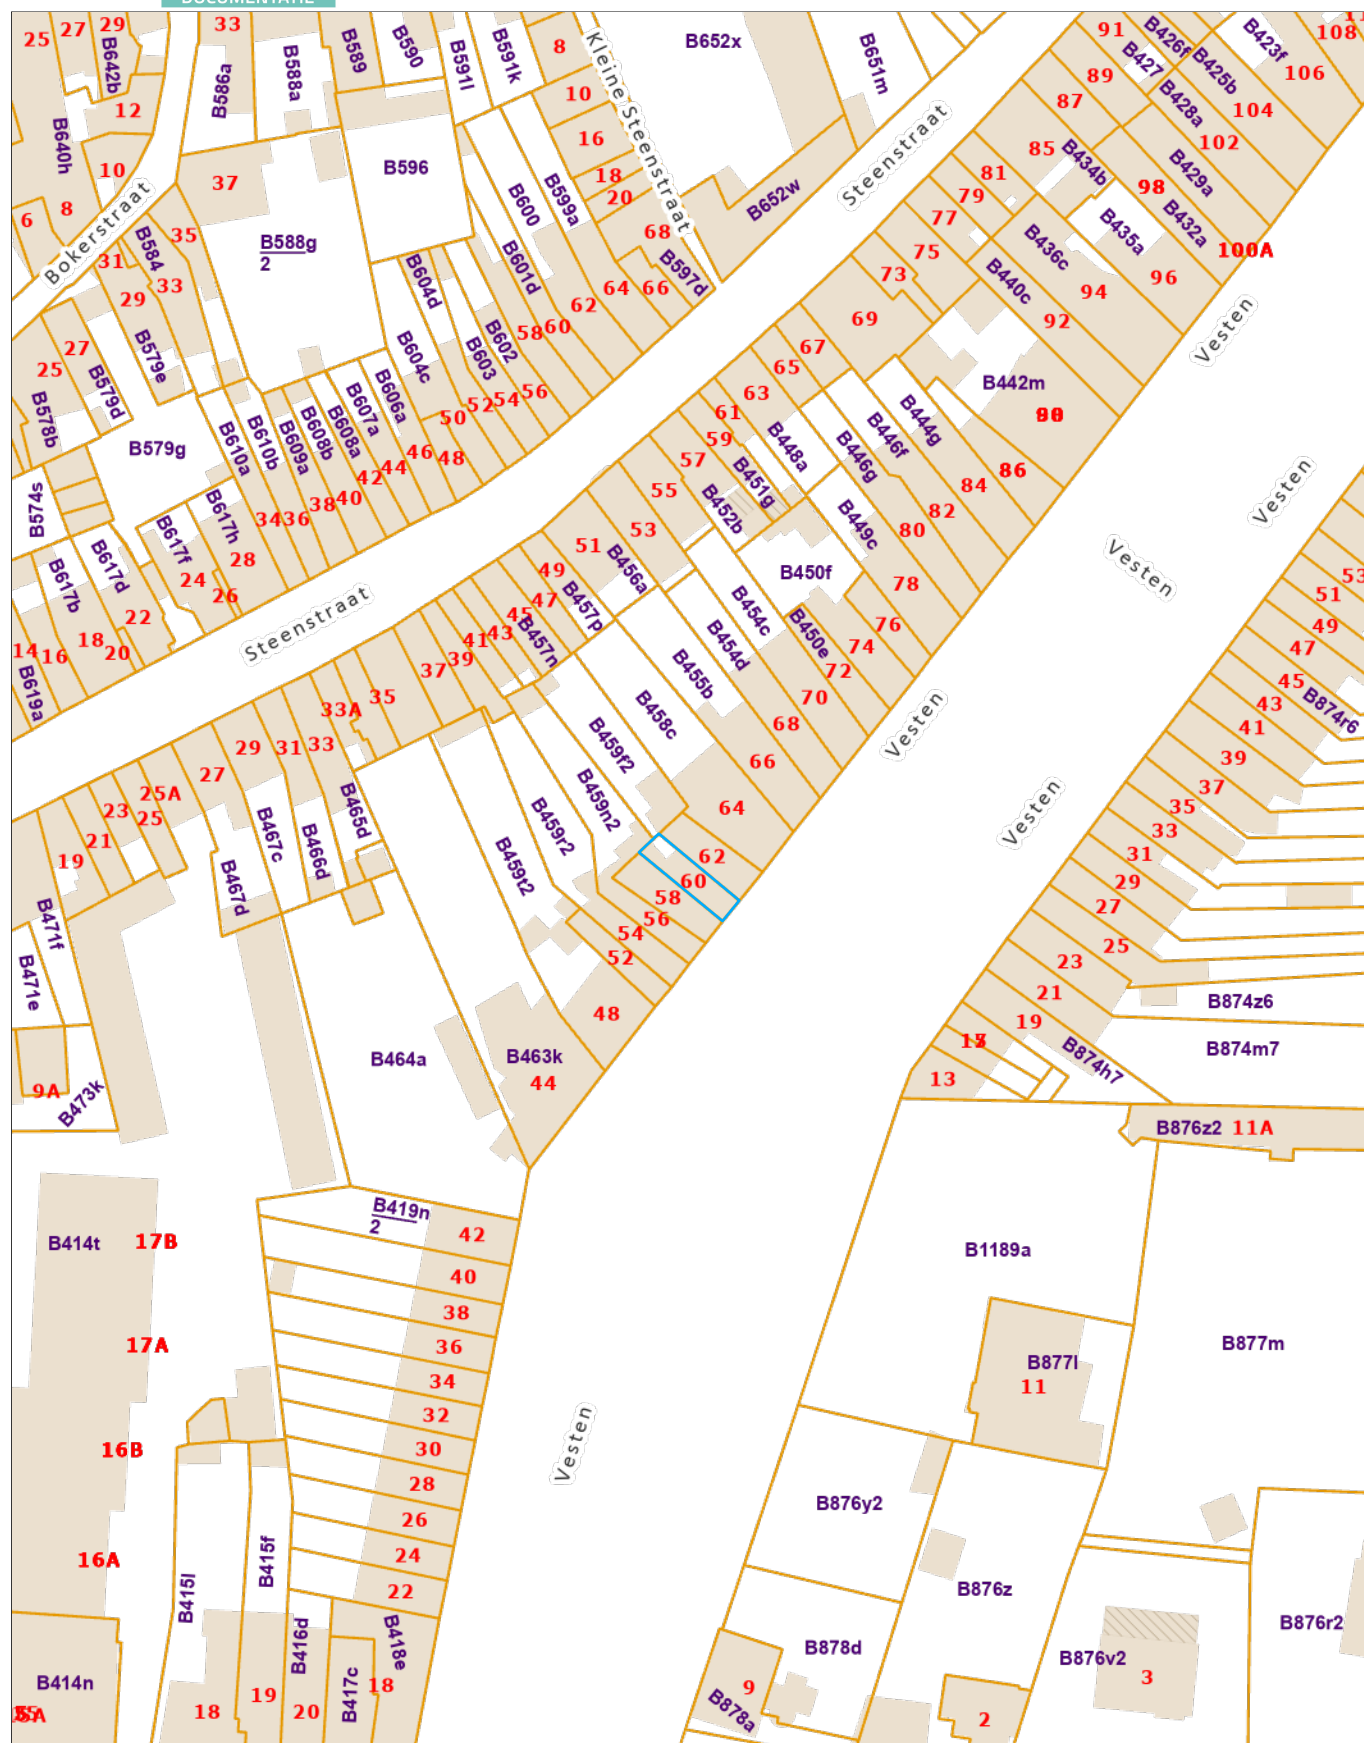 DOCUMENTATIE
25
27
29
B642b
33
B586a
B588a
B589
B590
B591l
B591k
8
Kleine Steenstraat
B652x
B651m
91
B426f
B427
B425b
B423f
108
106
12
B640h
10
89
87
B428a
104
102
16
B596
10
37
18
20
B599a
B600
Steenstraat
85
B434b
81
79
77
98
B429a
B432a
B435a
100A
6
8
Bokerstraat
35
B584
31
33
29
B588g
2
68
B652w
B597d
66
64
62
B601d
B604d
60
58
B602
B603
B604c
75
73
69
67
65
B436c
B440c
96
94
92
Vesten
27
25
B579e
B579d
B578b
56
54
52
50
B606a
B607a
B608a
B608b
B609a
B610b
B610a
63
61
59
57
B442m
90
B444g
B446f
B446g
B448a
B579g
46
48
44
42
40
38
36
34
55
B451g
B452b
86
84
82
80
Vesten
B574s
B617h
B617f
28
26
24
53
51
B449c
B450f
78
Vesten
53
51
49
47
B617b
B617d
22
18
20
14
16
B619a
Steenstraat
49
47
45
43
41
39
37
35
B456a
B457p
B457n
B454c
B454d
B455b
B450e
76
74
72
70
68
66
45
43
41
39
37
35
33
31
29
27
25
23
21
19
B874r6
33A
33
31
29
27
25A
25
23
21
19
B458c
B459f2
B459n2
B459r2
B459t2
64
62
60
58
56
54
52
48
Vesten
Vesten
B465d
B466d
B467c
B467d
B471f
B471e
9A
B473k
B464a
B463k
44
B874z6
B874m7
B874h7
13
B876z2
11A
B414t
17B
17A
B419n
2
42
40
38
36
34
32
30
28
26
24
22
B1189a
B877l
11
B877m
16B
16A
B415l
B415f
Vesten
B876y2
B876z
B876r2
B876v2
3
B414n
18
19
B416d
20
B417c
B418e
18
B878d
9
B878a
2